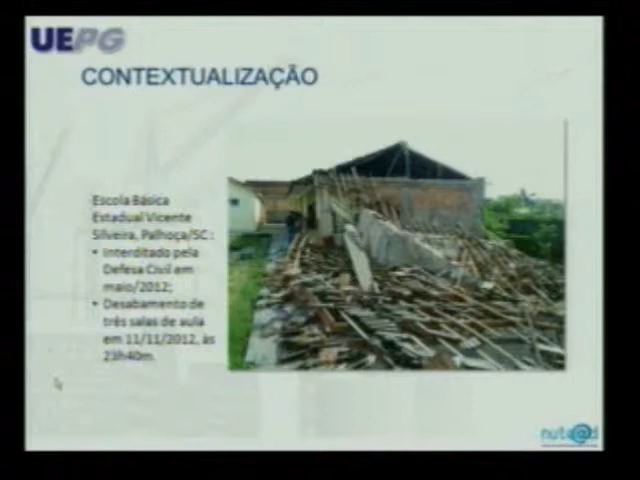 UEPG
CONTEXTUALIZAÇÃO
Escola Básica
Estadual Vicente
Silveira, Palhoça/SC:
• Interditado pela
Defesa Civil em
maio/2012;
• Desabamento de
três salas de aula
em 11/11/2012, às
23h40m.
nut@d